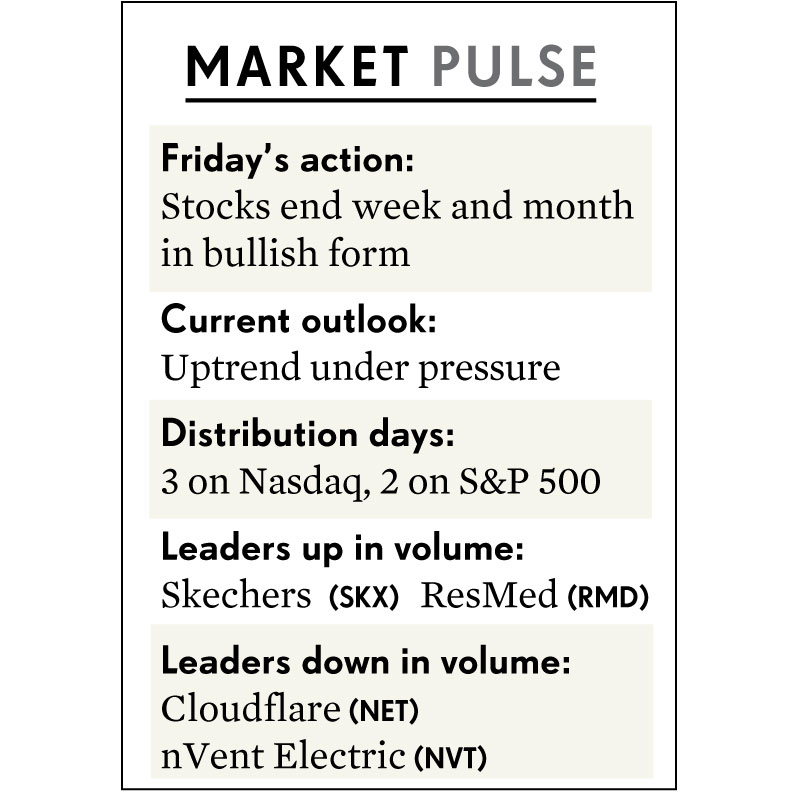 MARKET PULSE
Friday’s action:
Stocks end week and month
in bullish form
Current outlook:
Uptrend under pressure
Distribution days:
3 on Nasdaq, 2 on S&P 500
Leaders up in volume:
Skechers (SKX) ResMed (RMD)
Leaders down in volume:
Cloudflare (NET)
nVent Electric (NVT)